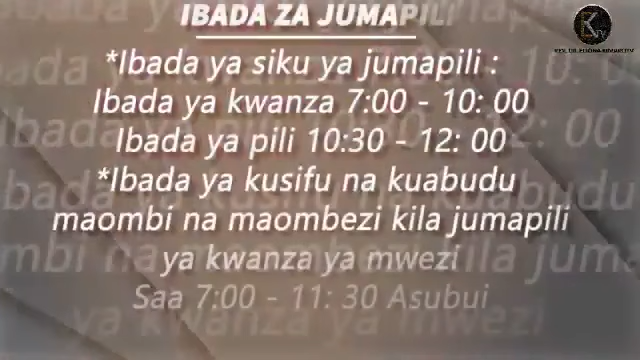 IBADA ZA JUMAPILI
*Ibada ya siku ya jumapili :
Ibada ya kwanza 7:00 - 10: 00
Ibada ya pili 10:30 - 12: 00
*Ibada ya kusifu na kuabudu
maombi na maombezi kila jumapili
ya kwanza ya mwezi
Saa 7:00 - 11: 30 Asubui